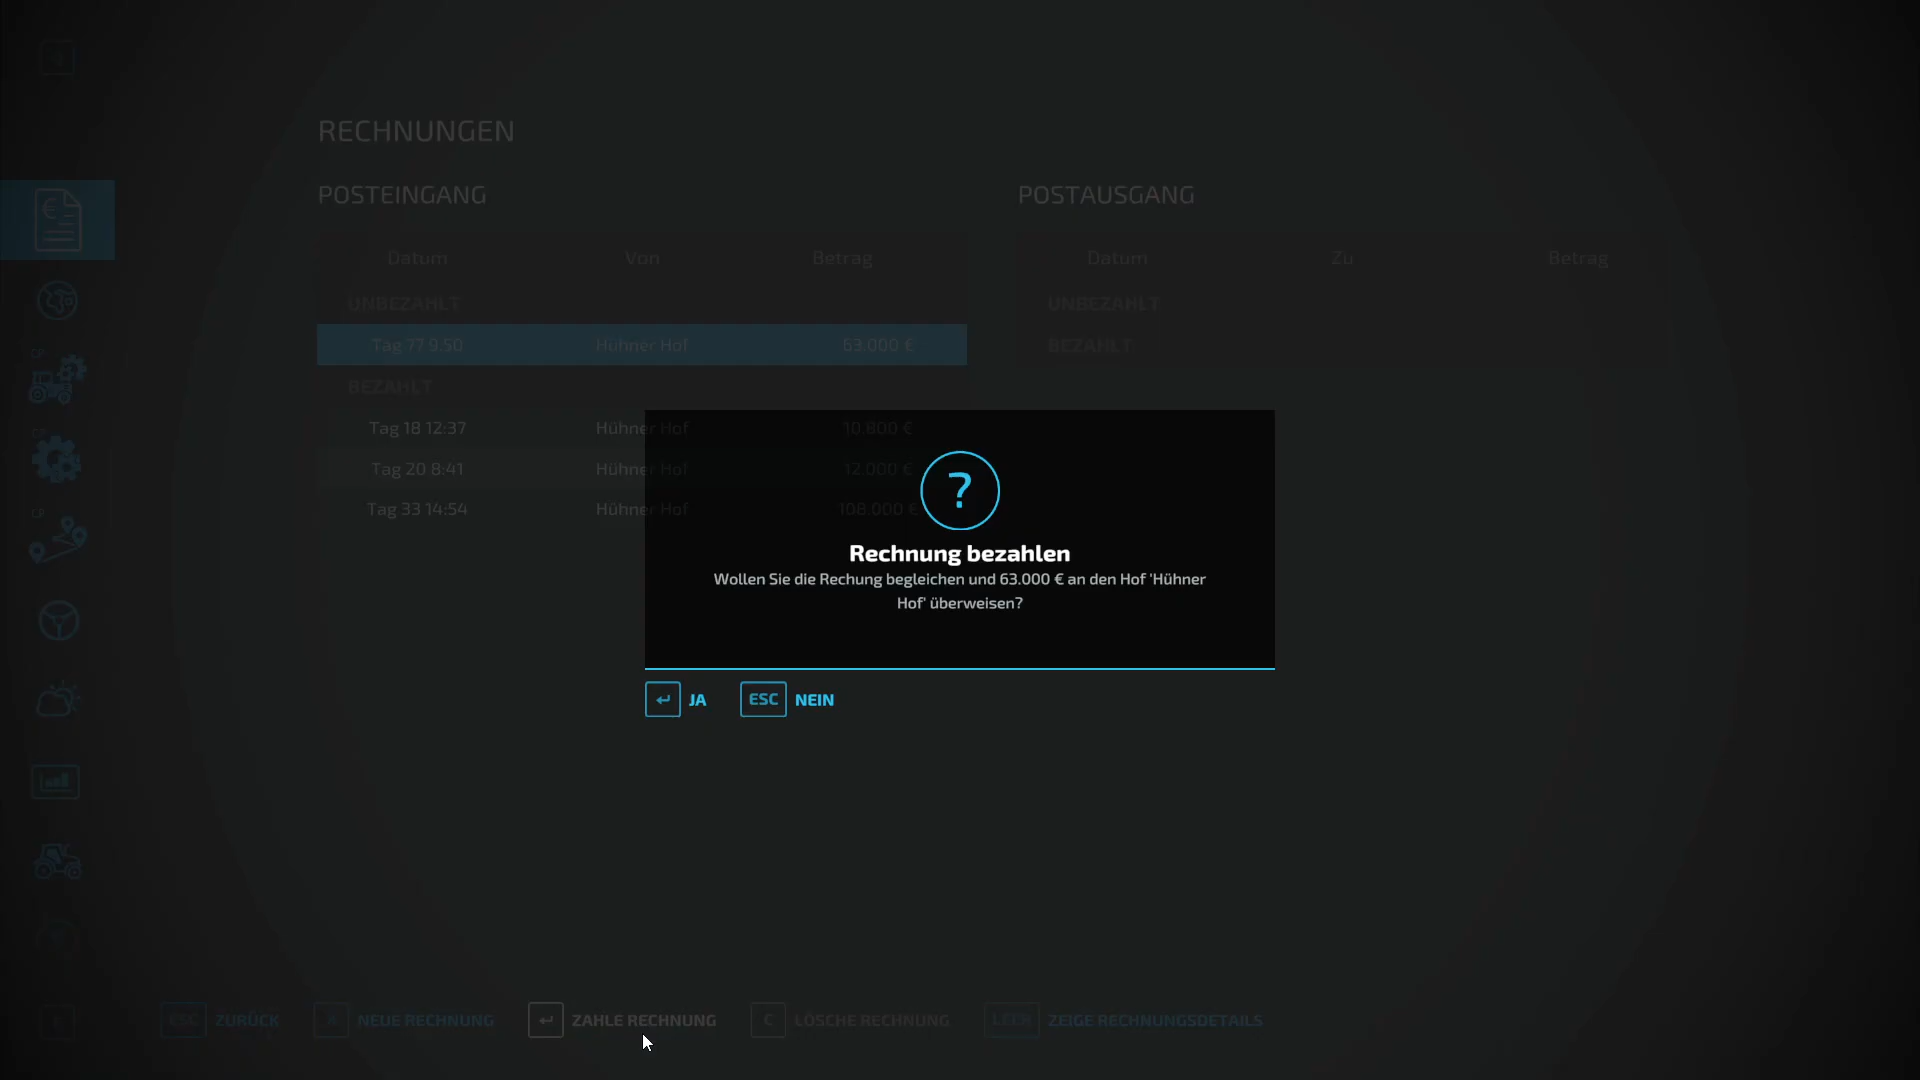 RECHNUNGEN
POSTEINGANG
POSTAUSGANG
Datum Von Betrag
Datum Zu Betrag
UNBEZAHLT
UNBEZAHLT
Tag 77 9:50 Hühner Hof 63.000 €
BEZAHLT
BEZAHLT
Tag 18 12:37 Hühner Hof 10.800 €
Tag 20 8:41 Hühner Hof 12.000 €
Tag 33 14:54 Hühner Hof 108.000 €
?
Rechnung bezahlen
Wollen Sie die Rechung begleichen und 63.000 € an den Hof 'Hühner
Hof' überweisen?
JA ESC NEIN
CP
CP
CP
ESC ZURÜCK NEUE RECHNUNG ZAHLE RECHNUNG C LÖSCHE RECHNUNG LEER ZEIGE RECHNUNGSDETAILS